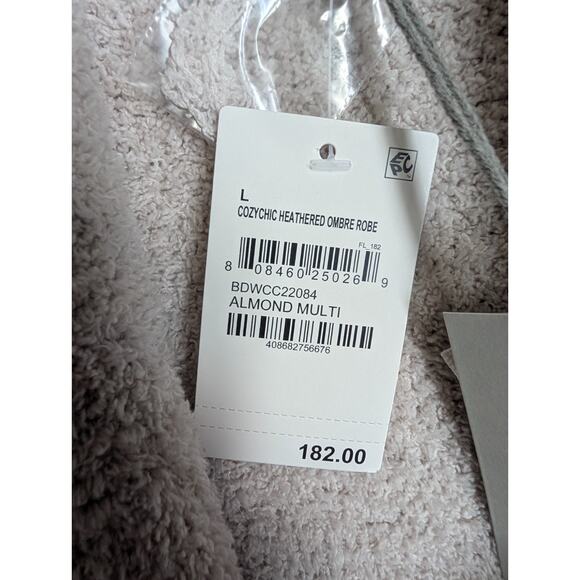 EPC
L
COZYCHIC HEATHERED OMBRE ROBE
FL_182
8 08460 25026 9
BDWCC22084
ALMOND MULTI
408682756676
182.00